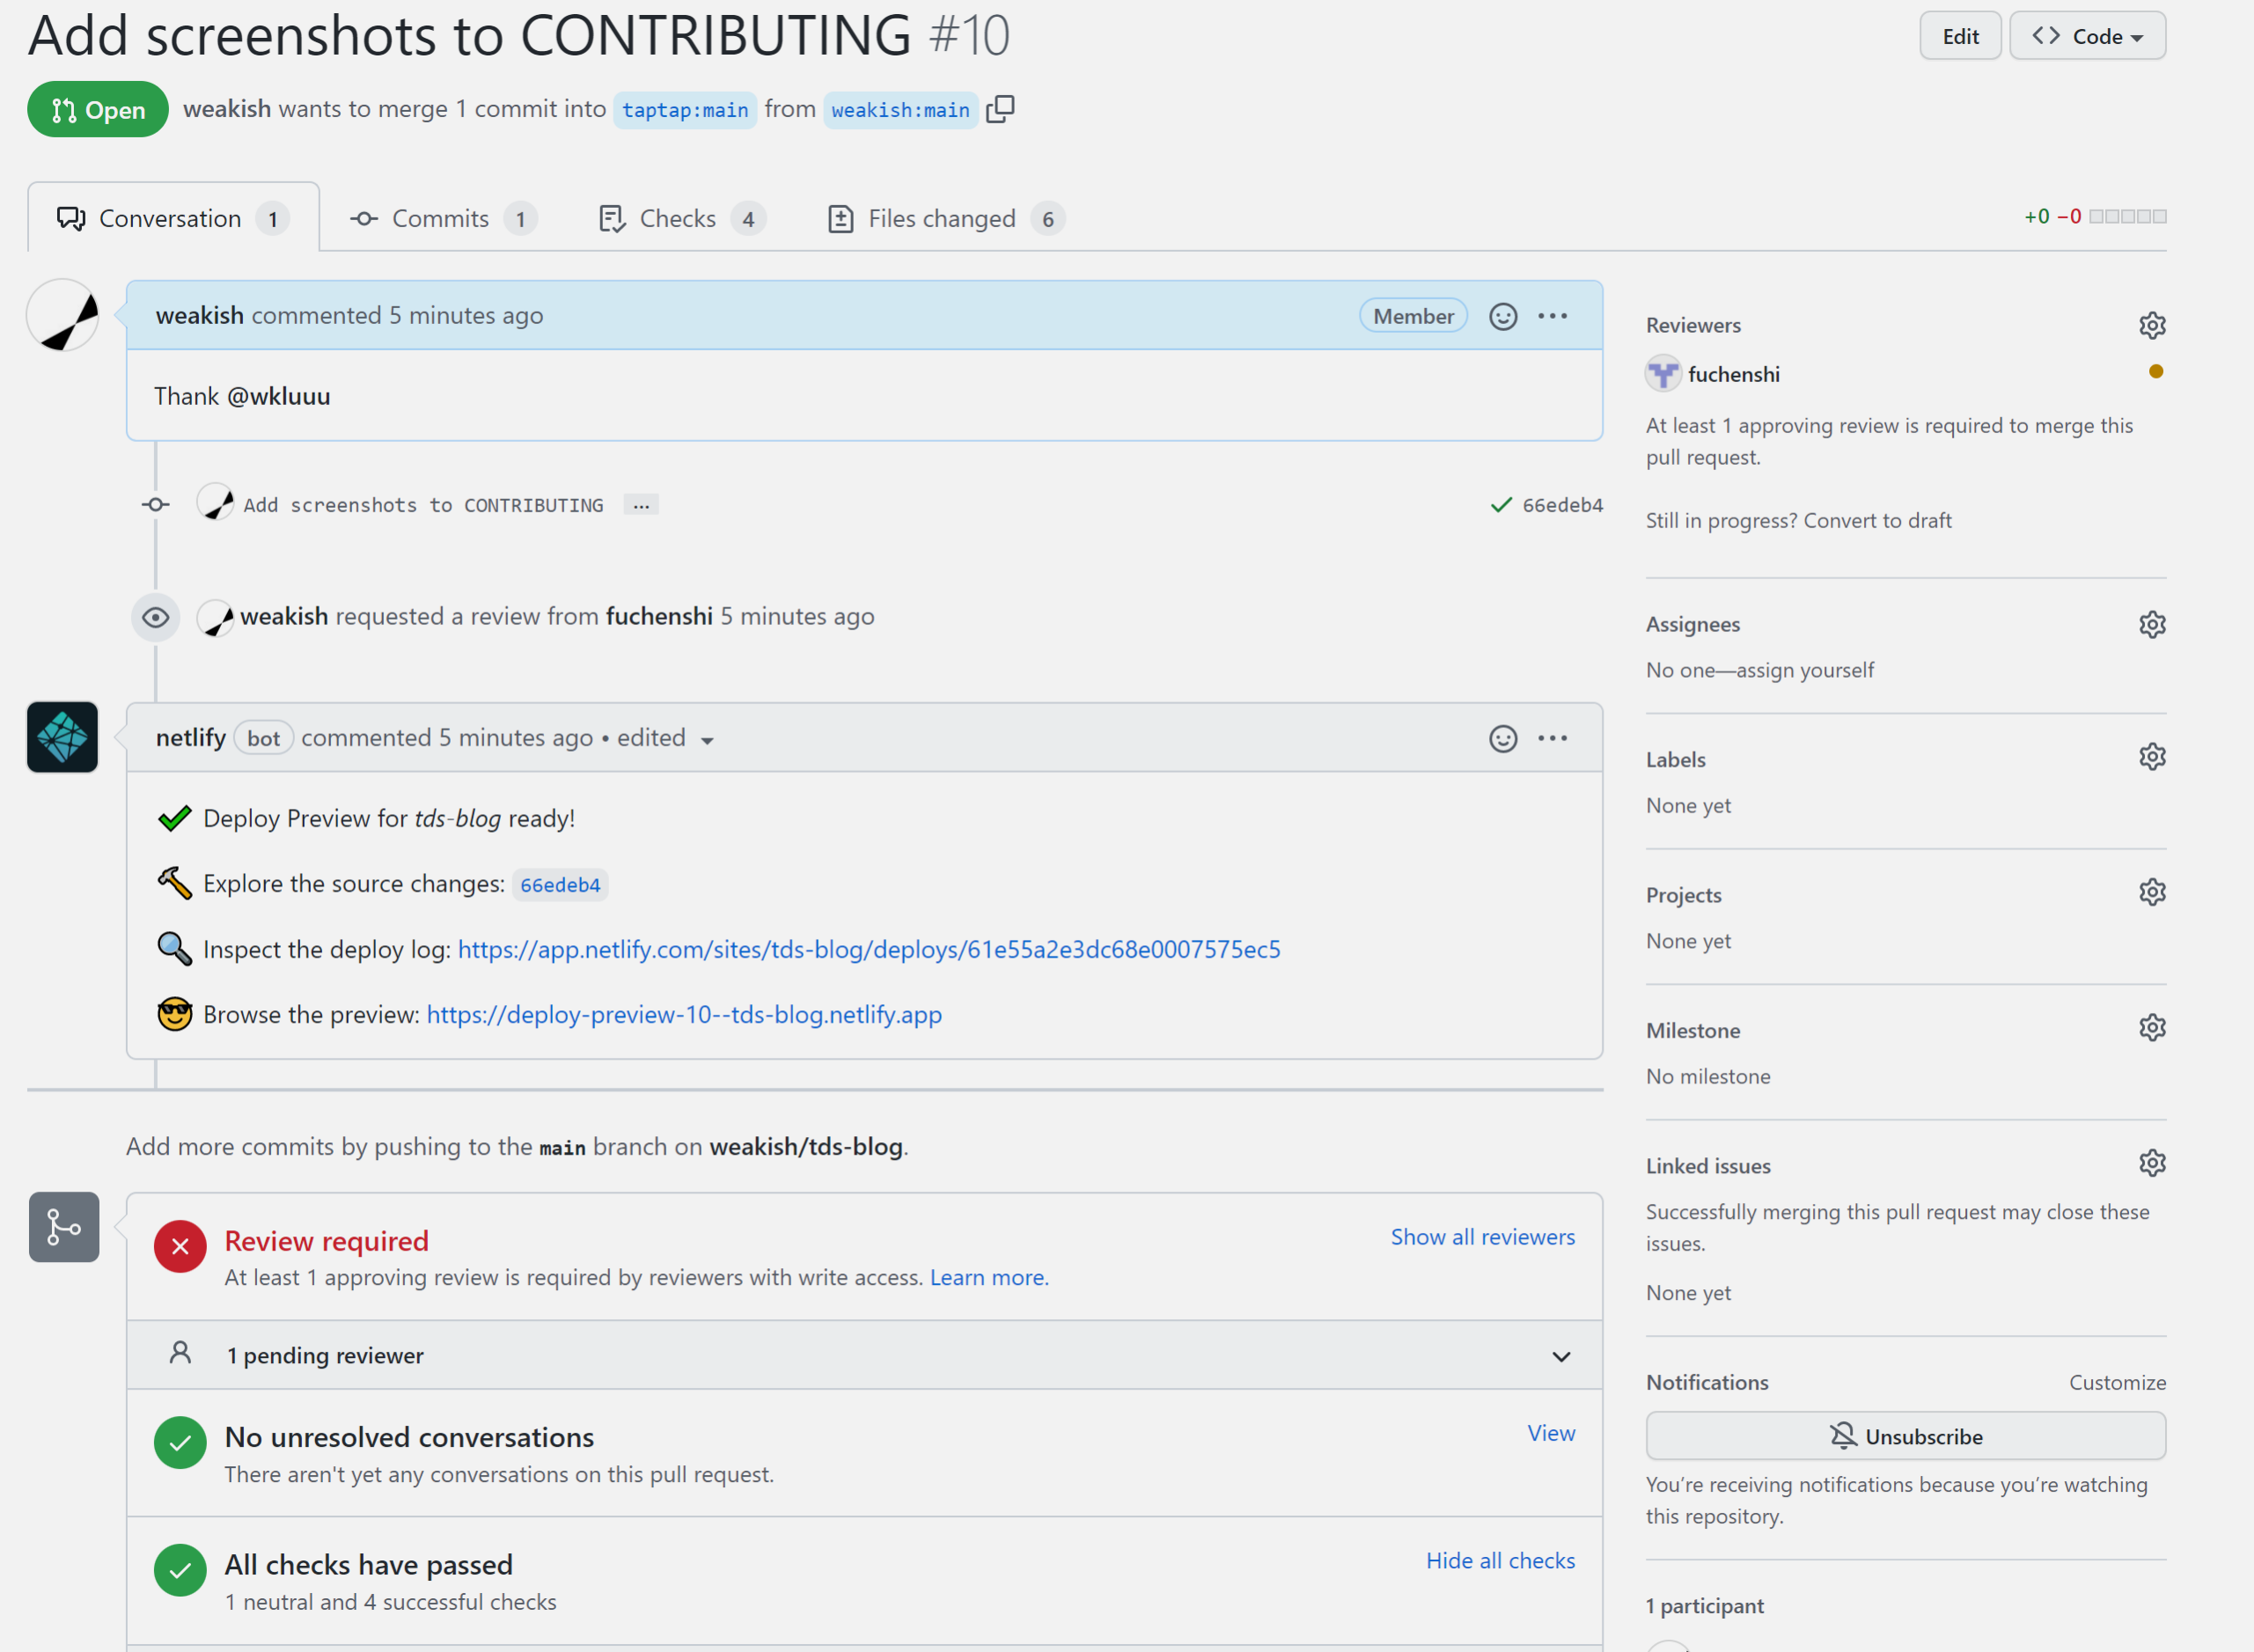 Add screenshots to CONTRIBUTING #10
Edit
Code
Open
weakish wants to merge 1 commit into taptap:main from weakish:main
Conversation 1
Commits 1
Checks 4
Files changed 6
+0 −0
weakish commented 5 minutes ago
Member
Thank @wkluuu
Add screenshots to CONTRIBUTING ...
66edeb4
weakish requested a review from fuchenshi 5 minutes ago
netlify bot commented 5 minutes ago • edited
Deploy Preview for tds-blog ready!
Explore the source changes: 66edeb4
Inspect the deploy log: https://app.netlify.com/sites/tds-blog/deploys/61e55a2e3dc68e0007575ec5
Browse the preview: https://deploy-preview-10--tds-blog.netlify.app
Add more commits by pushing to the main branch on weakish/tds-blog.
Review required
At least 1 approving review is required by reviewers with write access. Learn more.
Show all reviewers
1 pending reviewer
No unresolved conversations
There aren't yet any conversations on this pull request.
View
All checks have passed
1 neutral and 4 successful checks
Hide all checks
Reviewers
fuchenshi
At least 1 approving review is required to merge this
pull request.
Still in progress? Convert to draft
Assignees
No one—assign yourself
Labels
None yet
Projects
None yet
Milestone
No milestone
Linked issues
Successfully merging this pull request may close these
issues.
None yet
Notifications
Customize
Unsubscribe
You’re receiving notifications because you’re watching
this repository.
1 participant